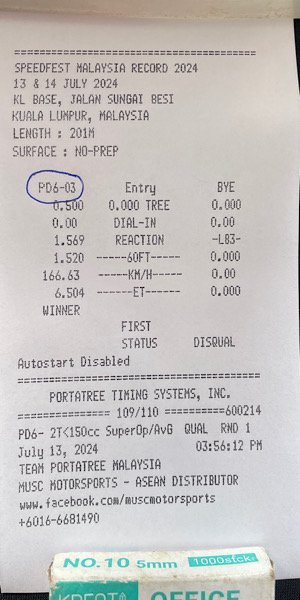 ================================
SPEEDFEST MALAYSIA RECORD 2024
13 & 14 JULY 2024
KL BASE, JALAN SUNGAI BESI
KUALA LUMPUR, MALAYSIA
LENGTH : 201M
SURFACE : NO-PREP
PD6-03 Entry BYE
0.500 0.000 TREE 0.000
0.00 DIAL-IN 0.00
1.569 REACTION -L83-
1.520 ------60FT------ 0.000
166.63 ------KM/H------ 0.00
6.504 -------ET------- 0.000
WINNER
FIRST
STATUS DISQUAL
Autostart Disabled
================================
PORTATREE TIMING SYSTEMS, INC.
=============== 109/110 ==========600214
PD6- 2T<150cc SuperOp/AvG QUAL RND 1
July 13, 2024 03:56:12 PM
TEAM PORTATREE MALAYSIA
MUSC MOTORSPORTS - ASEAN DISTRIBUTOR
www.facebook.com/muscmotorsports
+6016-6681490
NO.10 5mm 1000sfcks
OFFICE